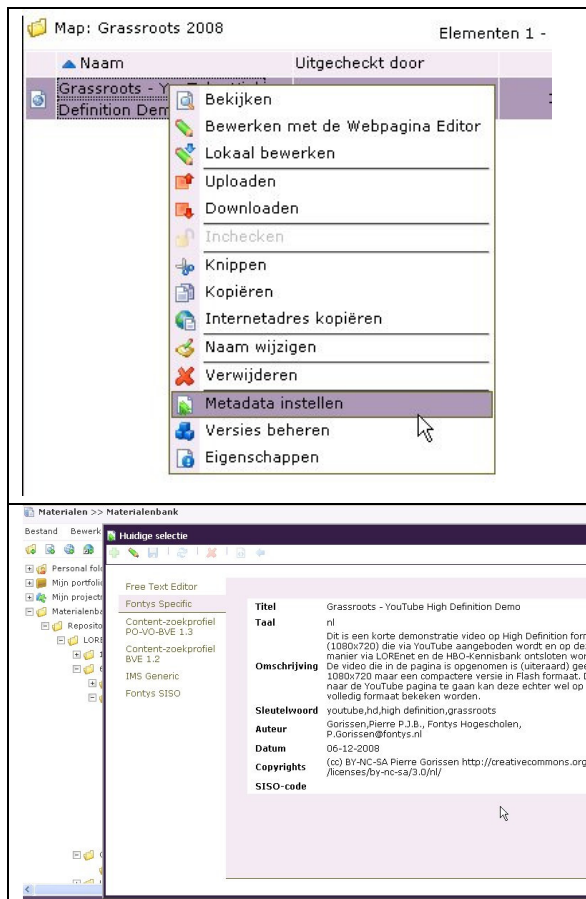 Map: Grassroots 2008
Elementen 1 -
Naam
Uitgecheckt door
Grassroots -
Definition Dem
Bekijken
Bewerken met de Webpagina Editor
Lokaal bewerken
Uploaden
Downloaden
Inchecken
Knippen
Kopiëren
Internetadres kopiëren
Naam wijzigen
Verwijderen
Metadata instellen
Versies beheren
Eigenschappen
Materialen >> Materialenbank
Bestand Bewerk
Huidige selectie
Personal fol
Mijn portfoli
Mijn project
Materialenba
Reposito
LORE
Free Text Editor
Fontys Specific
Content-zoekprofiel
PO-VO-BVE 1.3
Content-zoekprofiel
BVE 1.2
IMS Generic
Fontys SISO
Titel Grassroots - YouTube High Definition Demo
Taal nl
Omschrijving Dit is een korte demonstratie video op High Definition form
(1080x720) die via YouTube aangeboden wordt en op dez
manier via LOREnet en de HBO-Kennisbank ontsloten wor
De video die in de pagina is opgenomen is (uiteraard) gee
1080x720 maar een compactere versie in Flash formaat. D
naar de YouTube pagina te gaan kan deze echter wel op
volledig formaat bekeken worden.
Sleutelwoord youtube,hd,high definition,grassroots
Auteur Gorissen,Pierre P.J.B., Fontys Hogescholen,
P.Gorissen@fontys.nl
Datum 06-12-2008
Copyrights (cc) BY-NC-SA Pierre Gorissen http://creativecommons.org
/licenses/by-nc-sa/3.0/nl/
SISO-code